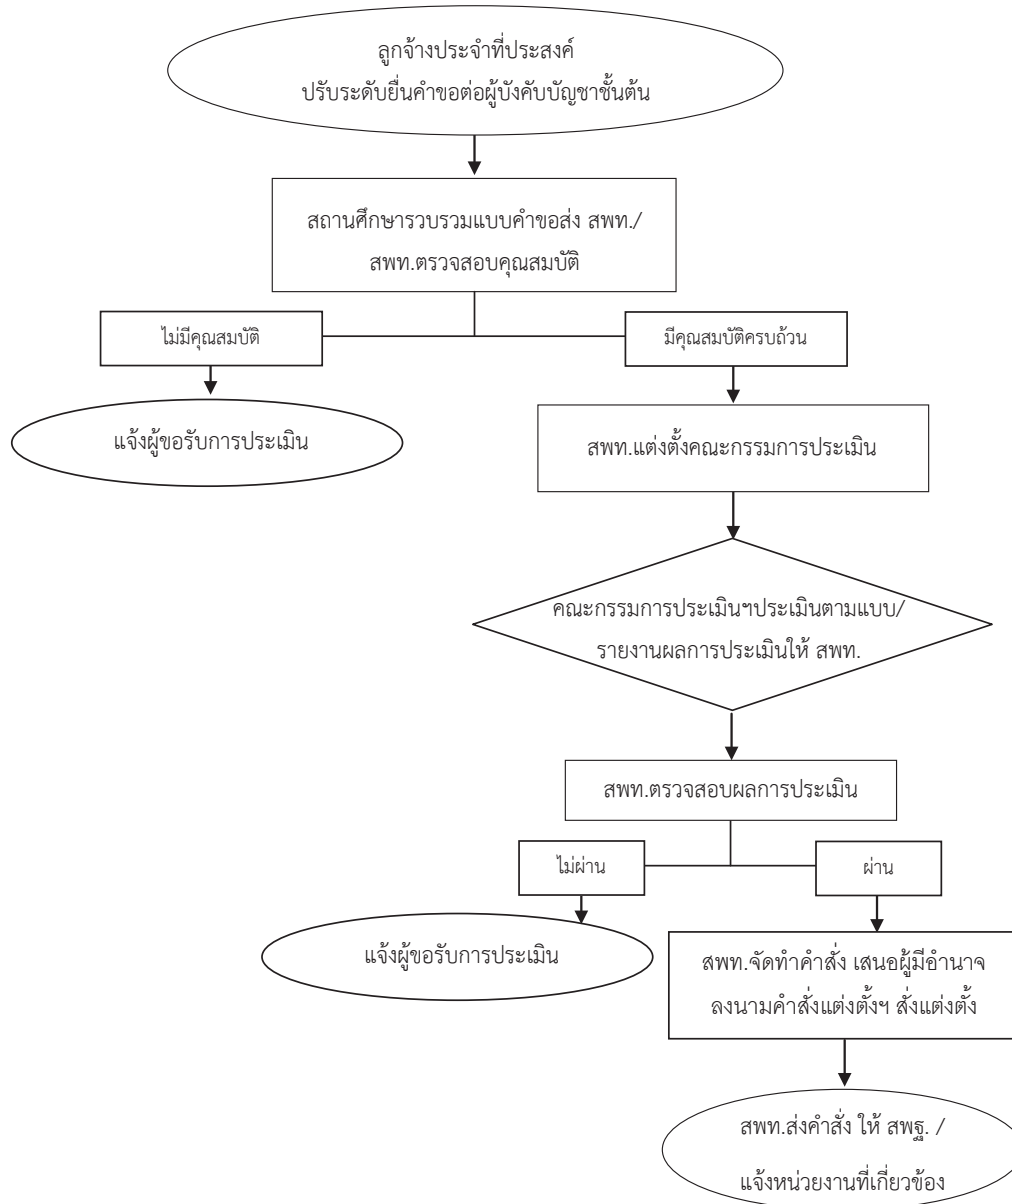 ลูกจ้างประจำที่ประสงค์
ปรับระดับยื่นคำขอต่อผู้บังคับบัญชาชั้นต้น
สถานศึกษารวบรวมแบบคำขอส่ง สพท./
สพท.ตรวจสอบคุณสมบัติ
ไม่มีคุณสมบัติ
มีคุณสมบัติครบถ้วน
แจ้งผู้ขอรับการประเมิน
สพท.แต่งตั้งคณะกรรมการประเมิน
คณะกรรมการประเมินฯประเมินตามแบบ/
รายงานผลการประเมินให้ สพท.
สพท.ตรวจสอบผลการประเมิน
ไม่ผ่าน
ผ่าน
แจ้งผู้ขอรับการประเมิน
สพท.จัดทำคำสั่ง เสนอผู้มีอำนาจ
ลงนามคำสั่งแต่งตั้งฯ สั่งแต่งตั้ง
สพท.ส่งคำสั่ง ให้ สพฐ. /
แจ้งหน่วยงานที่เกี่ยวข้อง